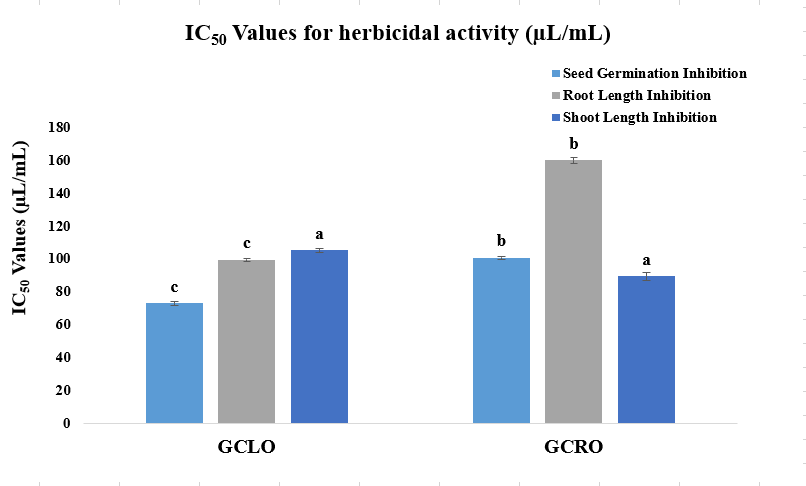 IC50 Values for herbicidal activity (μL/mL)
Seed Germination Inhibition
Root Length Inhibition
Shoot Length Inhibition
IC50 Values (μL/mL)
180
160
140
120
100
80
60
40
20
0
c
c
a
b
b
a
GCLO
GCRO